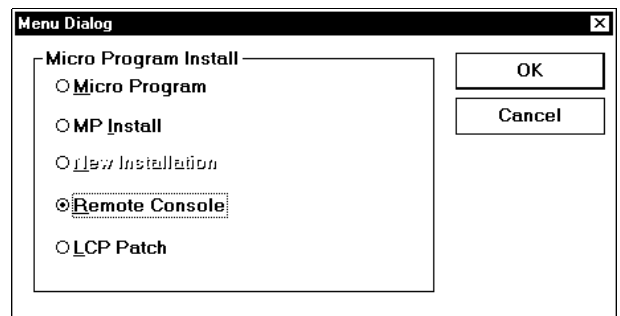 Menu Dialog
Micro Program Install
Micro Program
MP Install
New Installation
Remote Console
LCP Patch
OK
Cancel